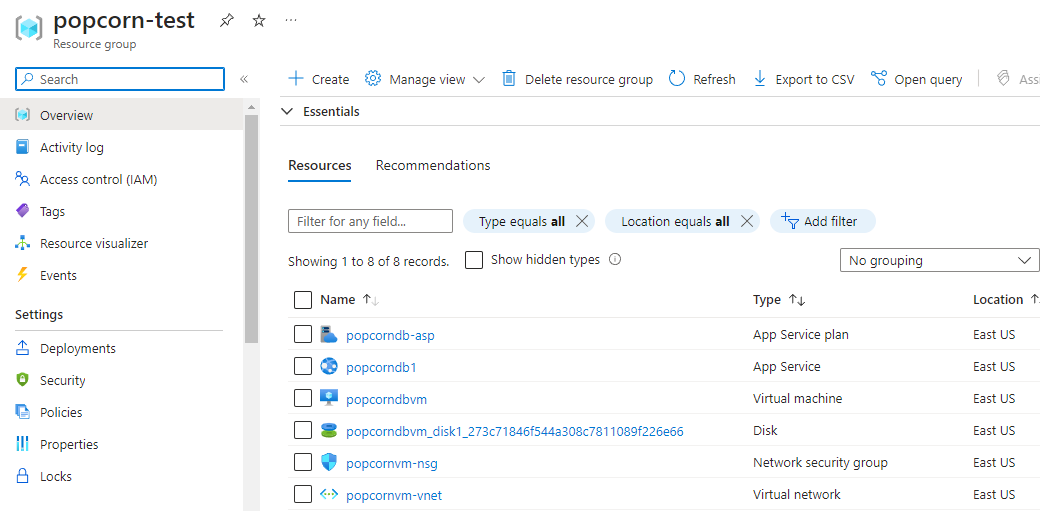 popcorn-test
Resource group
Search
Overview
Activity log
Access control (IAM)
Tags
Resource visualizer
Events
Settings
Deployments
Security
Policies
Properties
Locks
Create Manage view Delete resource group Refresh Export to CSV Open query Assi
Essentials
Resources Recommendations
Filter for any field... Type equals all Location equals all Add filter
Showing 1 to 8 of 8 records. Show hidden types No grouping
Name Type Location
popcorndb-asp App Service plan East US
popcorndb1 App Service East US
popcorndbvm Virtual machine East US
popcorndbvm_disk1_273c71846f544a308c7811089f226e66 Disk East US
popcornvm-nsg Network security group East US
popcornvm-vnet Virtual network East US